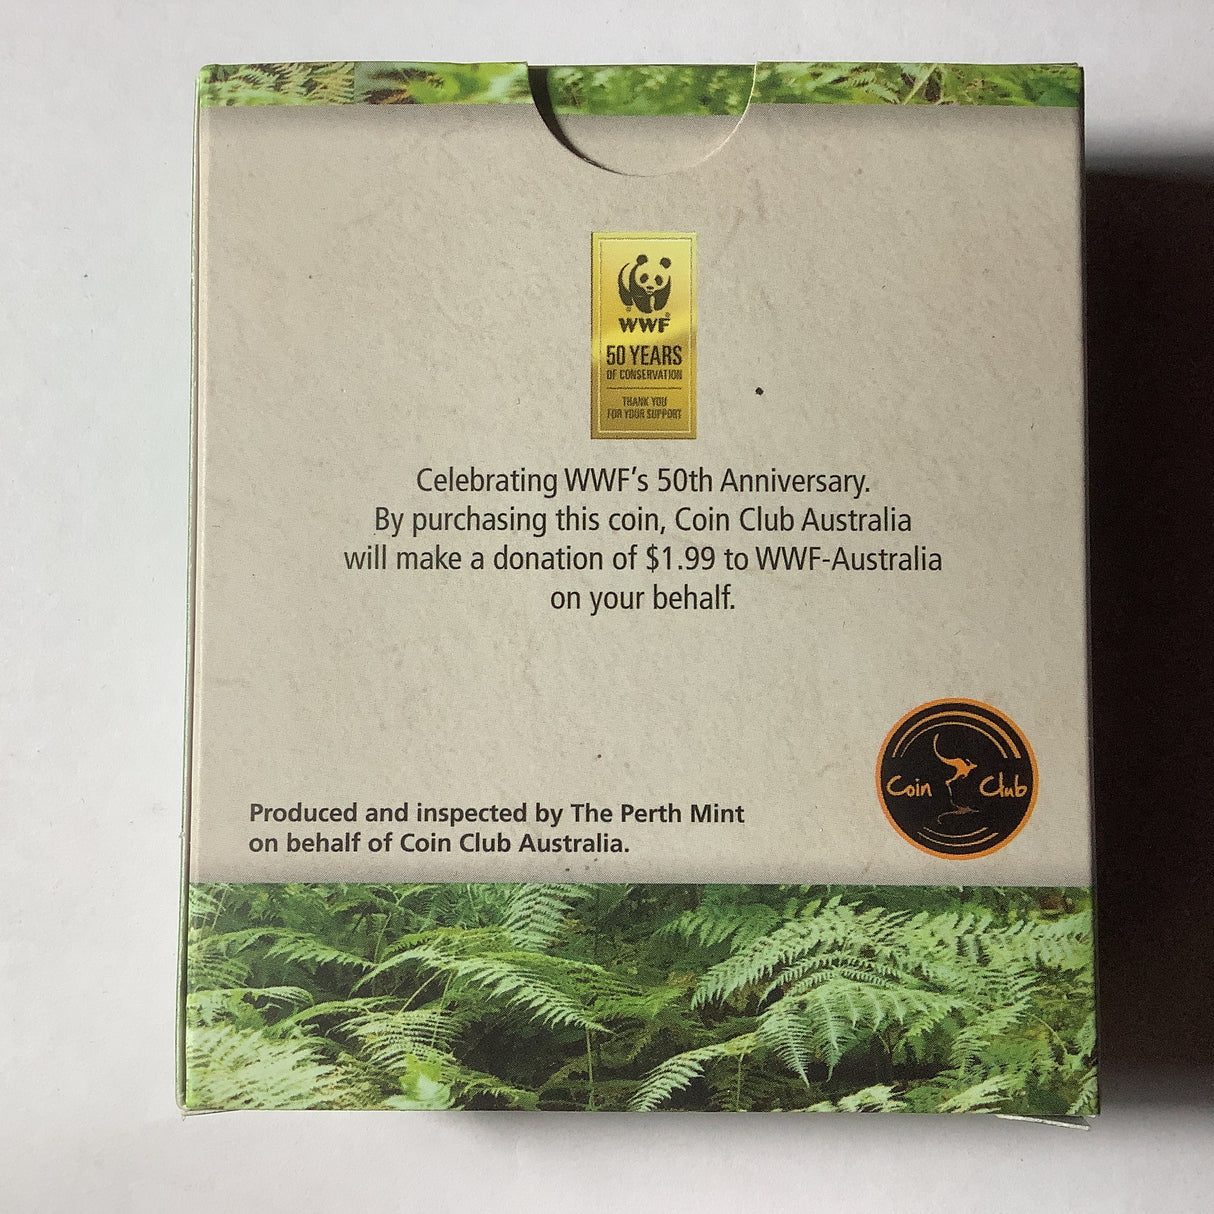 WWF
50 YEARS
OF CONSERVATION
THANK YOU
FOR YOUR SUPPORT
Celebrating WWF's 50th Anniversary.
By purchasing this coin, Coin Club Australia
will make a donation of $1.99 to WWF-Australia
on your behalf.
Coin Club
Produced and inspected by The Perth Mint
on behalf of Coin Club Australia.